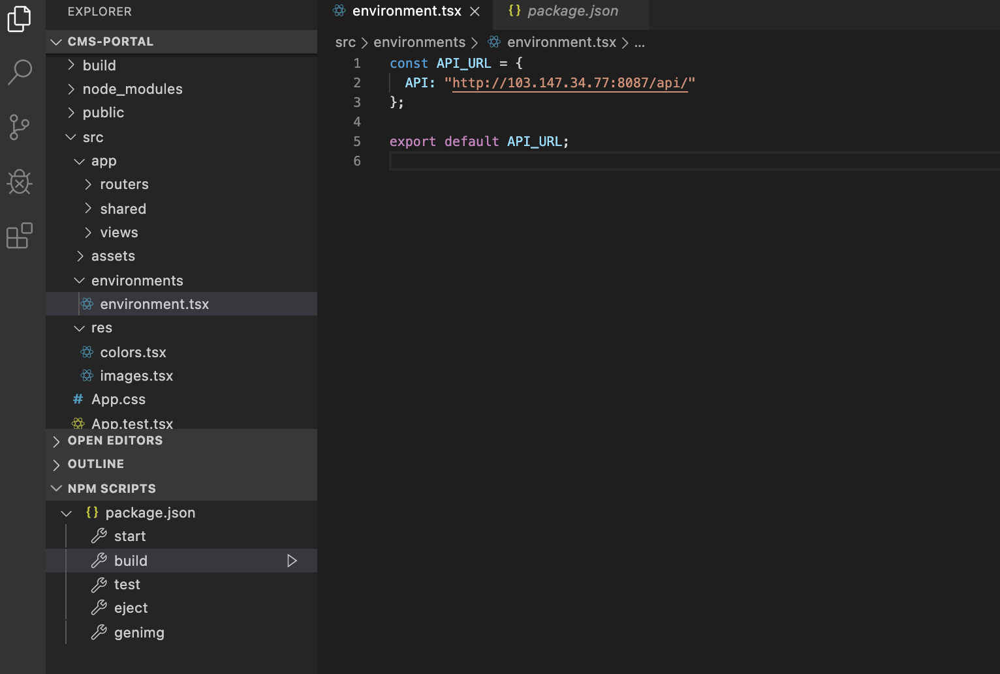 EXPLORER
CMS-PORTAL
build
node_modules
public
src
app
routers
shared
views
assets
environments
environment.tsx
res
colors.tsx
images.tsx
App.css
App.test.tsx
OPEN EDITORS
OUTLINE
NPM SCRIPTS
package.json
start
build
test
eject
genimg
environment.tsx
package.json
src > environments > environment.tsx > ...
1 const API_URL = {
2 API: "http://103.147.34.77:8087/api/"
3 };
4
5 export default API_URL;
6